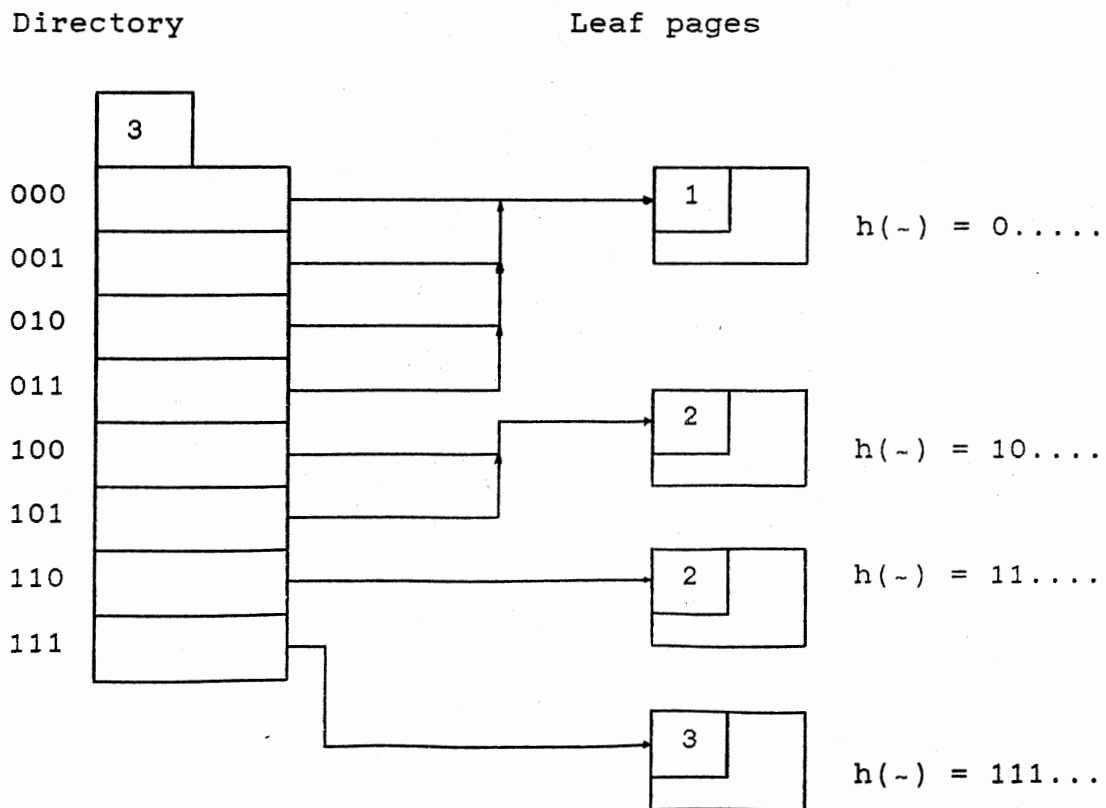 Directory
Leaf pages
3
000
001
010
011
100
101
110
111
1
h(~) = 0.....
2
h(~) = 10....
2
h(~) = 11....
3
h(~) = 111...